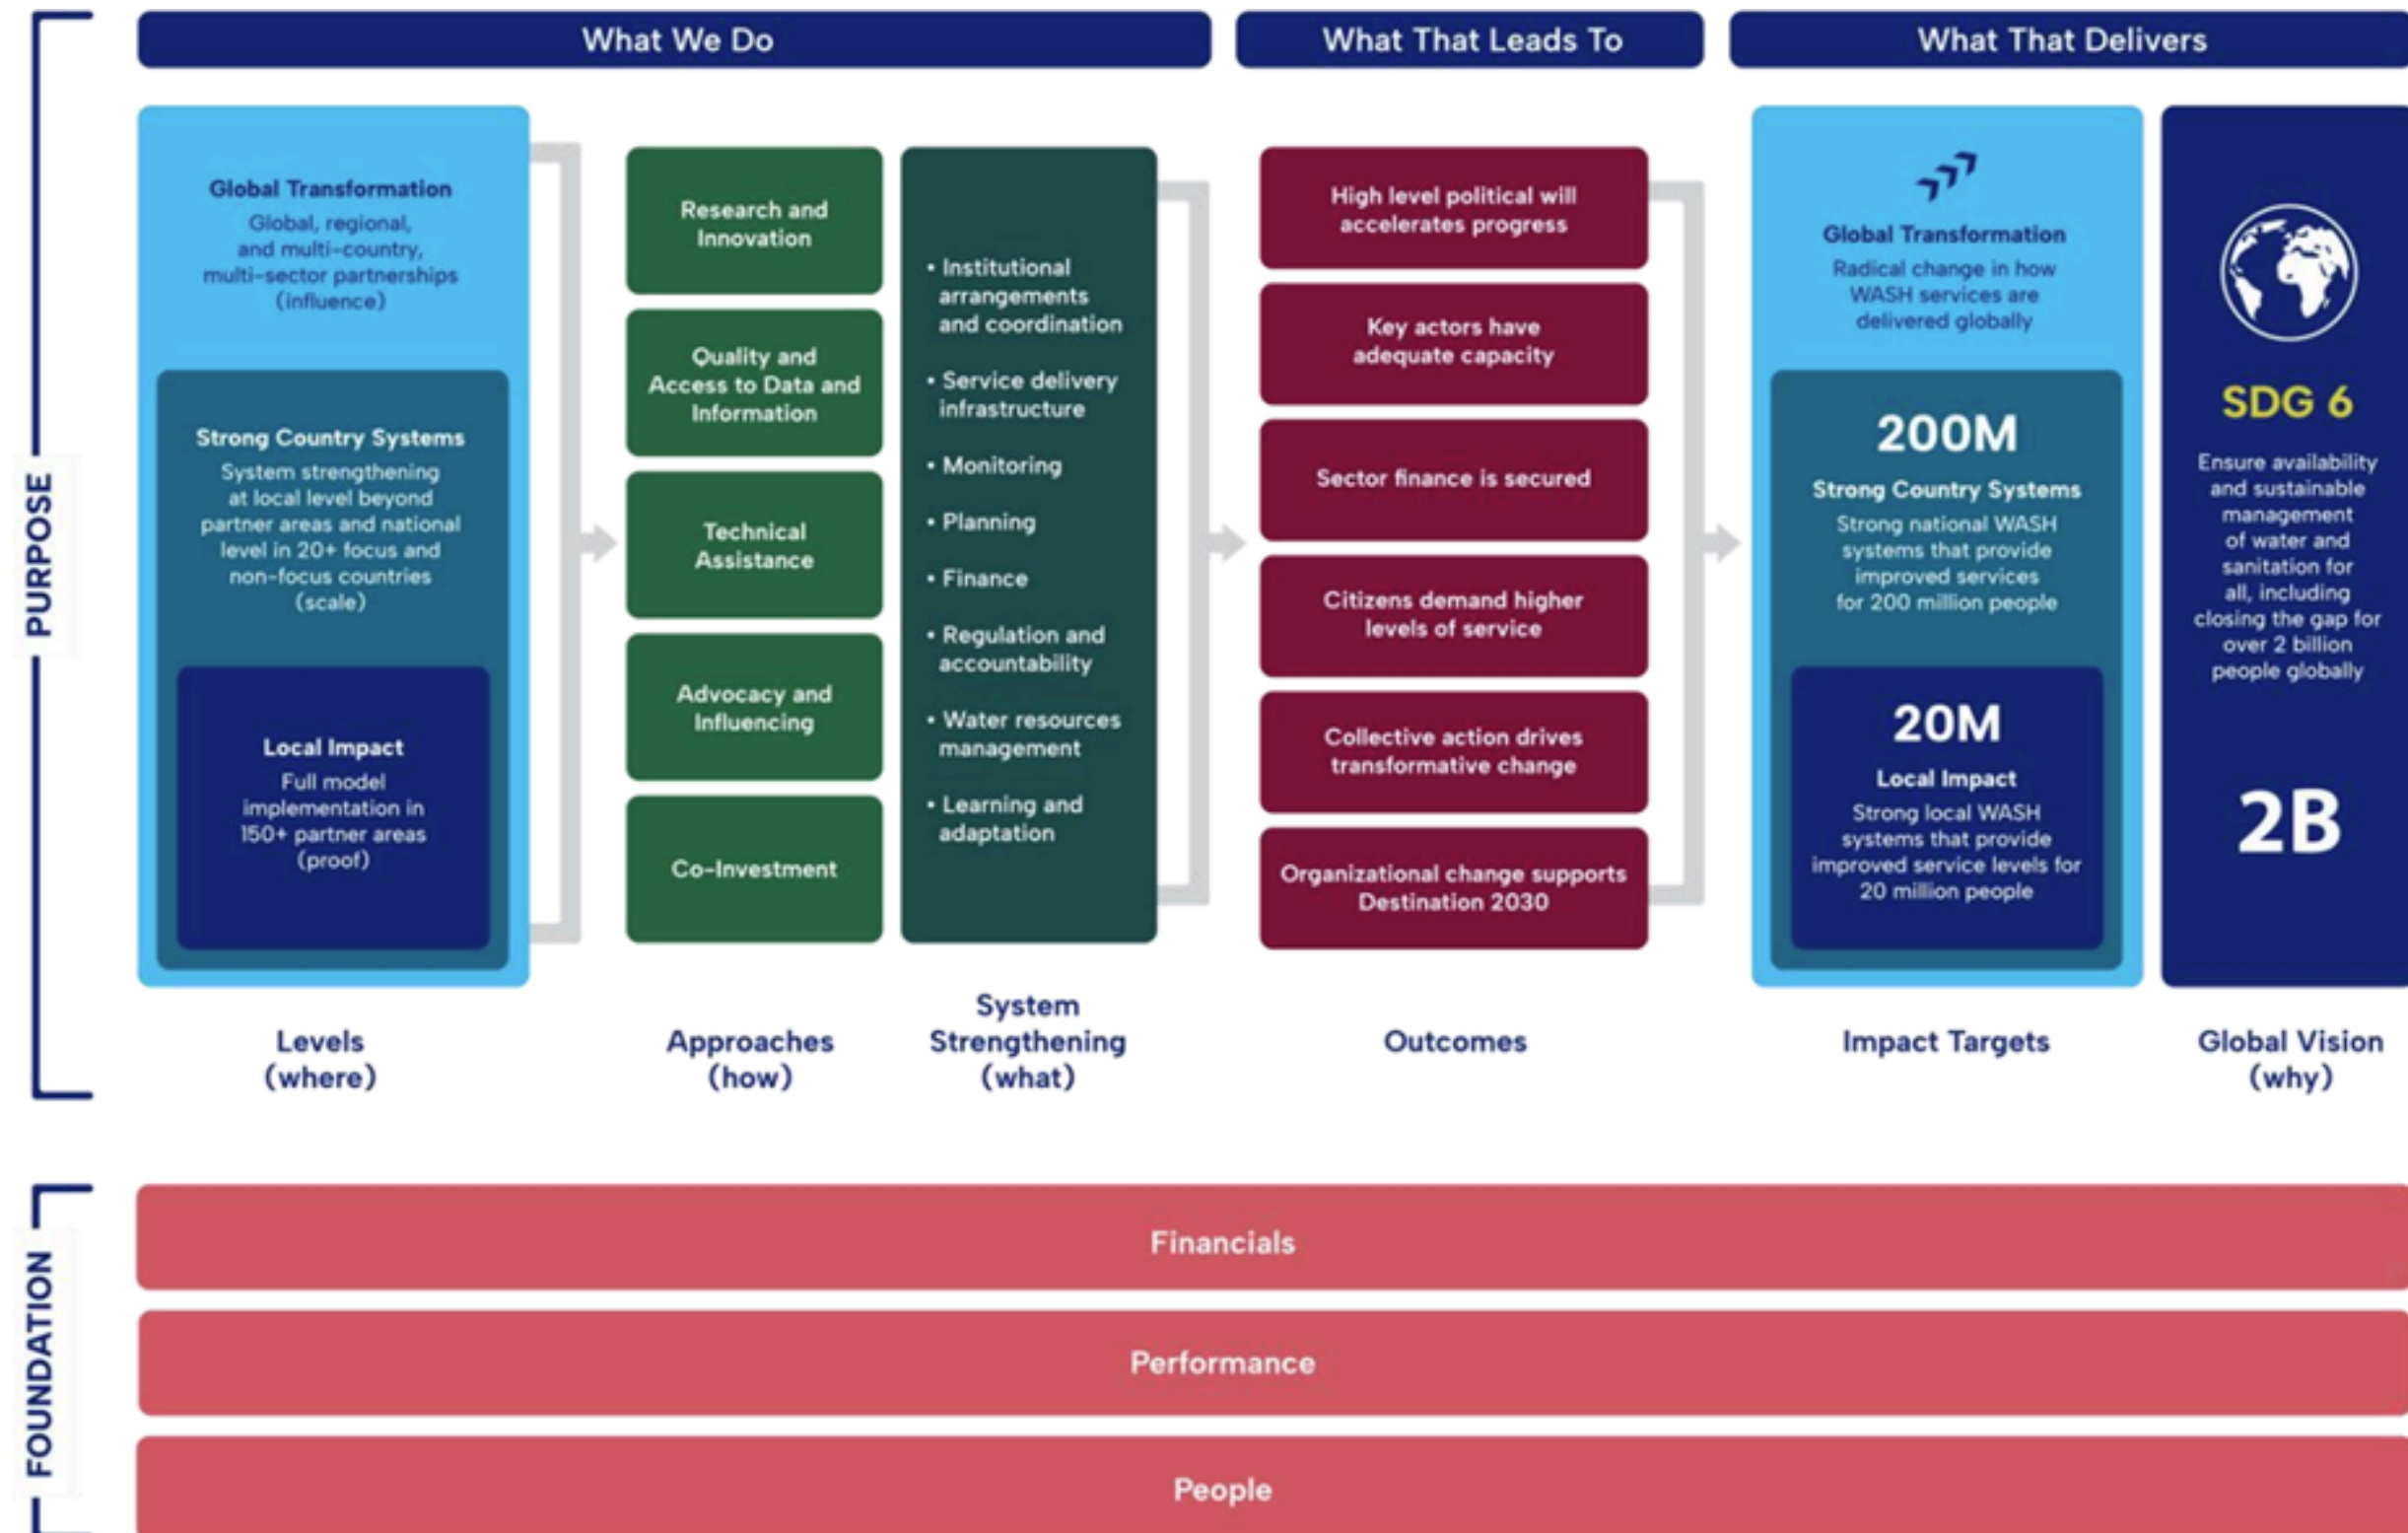 What We Do
What That Leads To
What That Delivers
PURPOSE
Global Transformation
Global, regional,
and multi-country,
multi-sector partnerships
(influence)
Strong Country Systems
System strengthening
at local level beyond
partner areas and national
level in 20+ focus and
non-focus countries
(scale)
Local Impact
Full model
implementation in
150+ partner areas
(proof)
Levels
(where)
Research and
Innovation
Quality and
Access to Data and
Information
Technical
Assistance
Advocacy and
Influencing
Co-Investment
Approaches
(how)
• Institutional
arrangements
and coordination
• Service delivery
infrastructure
• Monitoring
• Planning
• Finance
• Regulation and
accountability
• Water resources
management
• Learning and
adaptation
System
Strengthening
(what)
High level political will
accelerates progress
Key actors have
adequate capacity
Sector finance is secured
Citizens demand higher
levels of service
Collective action drives
transformative change
Organizational change supports
Destination 2030
Outcomes
Global Transformation
Radical change in how
WASH services are
delivered globally
200M
Strong Country Systems
Strong national WASH
systems that provide
improved services
for 200 million people
20M
Local Impact
Strong local WASH
systems that provide
improved service levels for
20 million people
Impact Targets
SDG 6
Ensure availability
and sustainable
management
of water and
sanitation for
all, including
closing the gap for
over 2 billion
people globally
2B
Global Vision
(why)
FOUNDATION
Financials
Performance
People